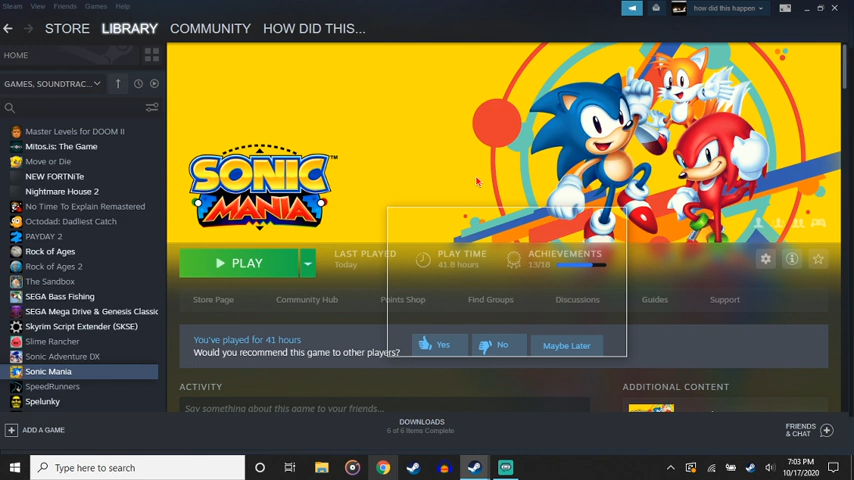 Steam View Friends Games Help
how did this happen
STORE LIBRARY COMMUNITY HOW DID THIS...
HOME
GAMES, SOUNDTRAC...
Master Levels for DOOM II
Mitos.is: The Game
Move or Die
NEW FORTNiTe
Nightmare House 2
No Time To Explain Remastered
Octodad: Dadliest Catch
PAYDAY 2
Rock of Ages
Rock of Ages 2
The Sandbox
SEGA Bass Fishing
SEGA Mega Drive & Genesis Classic
Skyrim Script Extender (SKSE)
Slime Rancher
Sonic Adventure DX
Sonic Mania
SpeedRunners
Spelunky
ADD A GAME
SONIC
MANIA
TM
PLAY
LAST PLAYED
Today
PLAY TIME
41.8 hours
ACHIEVEMENTS
13/18
Store Page Community Hub Points Shop Find Groups Discussions Guides Support
You've played for 41 hours
Would you recommend this game to other players?
Yes No Maybe Later
ACTIVITY
Say something about this game to your friends...
ADDITIONAL CONTENT
DOWNLOADS
6 of 6 Items Complete
FRIENDS
& CHAT
Type here to search
7:03 PM
10/17/2020